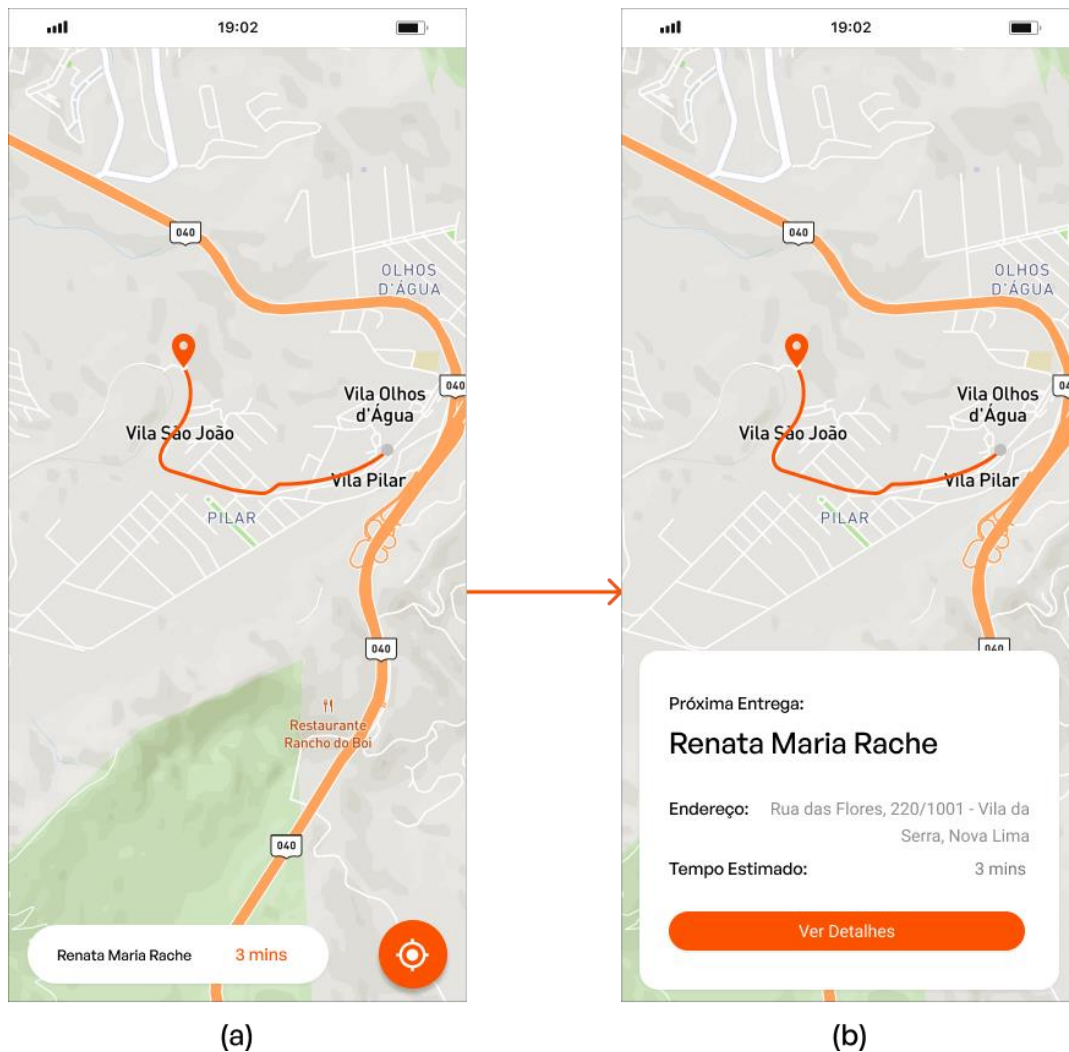 19:02
040
OLHOS
D'ÁGUA
040
Vila Olhos
d'Água
Vila São João
Vila Pilar
PILAR
040
Restaurante
Rancho do Boi
040
Renata Maria Rache 3 mins
(a)
19:02
040
OLHOS
D'ÁGUA
04
Vila Olhos
d'Água
Vila São João
Vila Pilar
PILAR
040
Próxima Entrega:
Renata Maria Rache
Endereço: Rua das Flores, 220/1001 - Vila da
Serra, Nova Lima
Tempo Estimado: 3 mins
Ver Detalhes
(b)